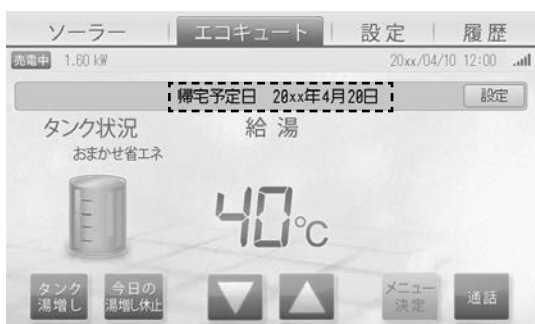 ソーラー エコキュート 設定 履歴
売電中 1.60 kW 20xx/04/10 12:00
帰宅予定日 20xx年4月20日 設定
タンク状況 給湯
おまかせ省エネ
40℃
タンク 今日の メニュー
湯増し 湯増し休止 決定 通話